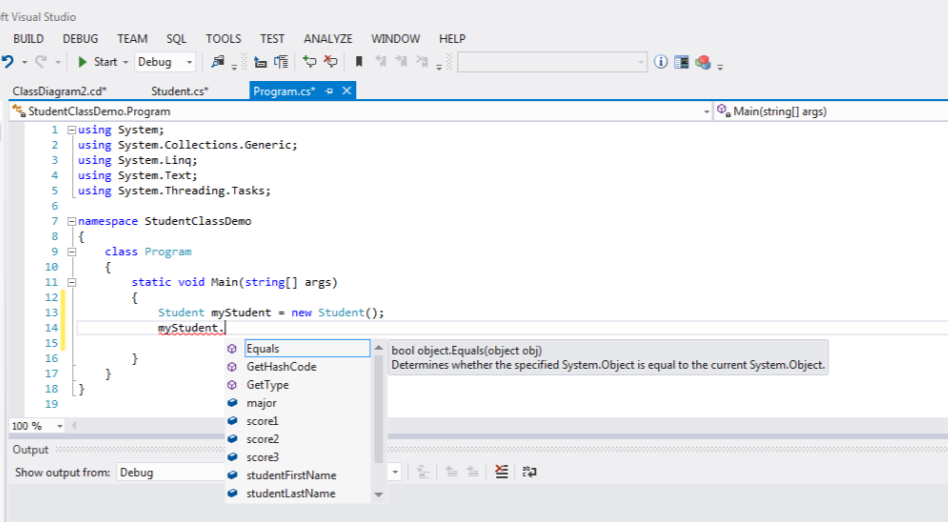 ft Visual Studio
BUILD DEBUG TEAM SQL TOOLS TEST ANALYZE WINDOW HELP
Start Debug
ClassDiagram2.cd* Student.cs* Program.cs*
StudentClassDemo.Program Main(string[] args)
1 using System;
2 using System.Collections.Generic;
3 using System.Linq;
4 using System.Text;
5 using System.Threading.Tasks;
6
7 namespace StudentClassDemo
8 {
9 class Program
10 {
11 static void Main(string[] args)
12 {
13 Student myStudent = new Student();
14 myStudent.
15
16 }
17 }
18 }
19
Equals
GetHashCode
GetType
major
score1
score2
score3
studentFirstName
studentLastName
bool object.Equals(object obj)
Determines whether the specified System.Object is equal to the current System.Object.
100 %
Output
Show output from: Debug